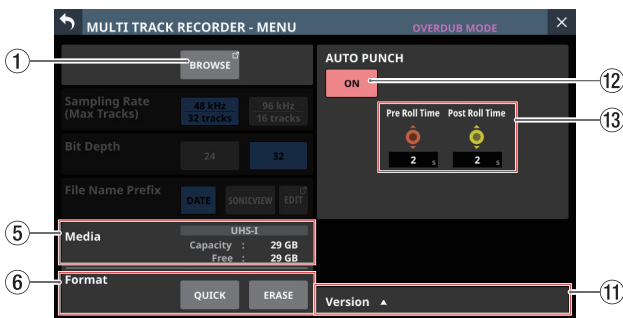 MULTI TRACK RECORDER - MENU
OVERDUB MODE
1
BROWSE
Sampling Rate
(Max Tracks)
48 kHz
32 tracks
96 kHz
16 tracks
Bit Depth
24
32
File Name Prefix
DATE
SONICVIEW
EDIT
5
Media
UHS-I
Capacity : 29 GB
Free : 29 GB
6
Format
QUICK
ERASE
AUTO PUNCH
ON
12
Pre Roll Time
Post Roll Time
13
2 s
2 s
Version ▲
11